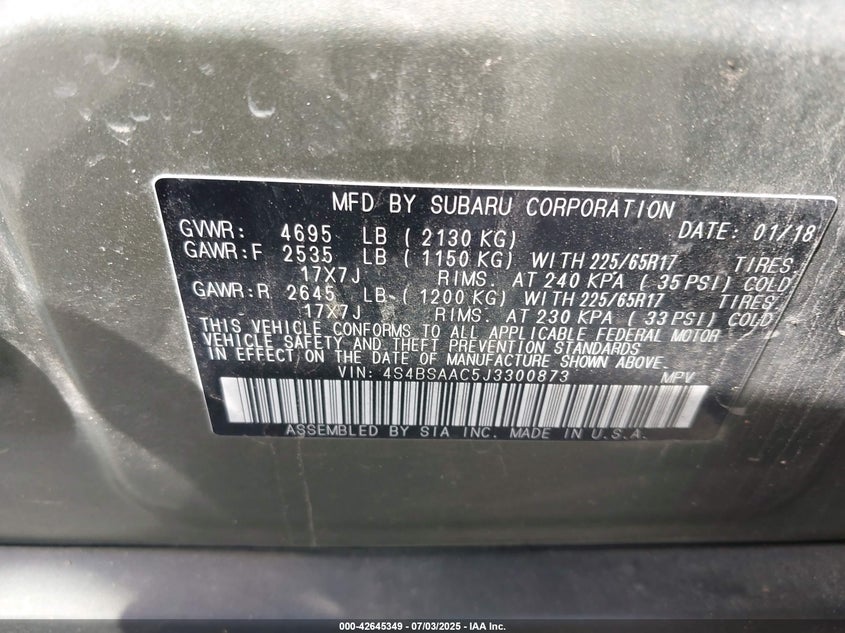 MFD BY SUBARU CORPORATION
GVWR: 4695 LB ( 2130 KG) DATE: 01/18
GAWR:F 2535 LB ( 1150 KG) WITH 225/65R17 TIRES
17X7J RIMS. AT 240 KPA ( 35 PSI) COLD
GAWR:R 2645 LB ( 1200 KG) WITH 225/65R17 TIRES
17X7J RIMS. AT 230 KPA ( 33 PSI) COLD
THIS VEHICLE CONFORMS TO ALL APPLICABLE FEDERAL MOTOR
VEHICLE SAFETY AND THEFT PREVENTION STANDARDS
IN EFFECT ON THE DATE OF MANUFACTURE SHOWN ABOVE.
VIN: 4S4BSAAC5J3300873 MPV
ASSEMBLED BY SIA INC. MADE IN U.S.A.
000-42645349 - 07/03/2025 - IAA Inc.